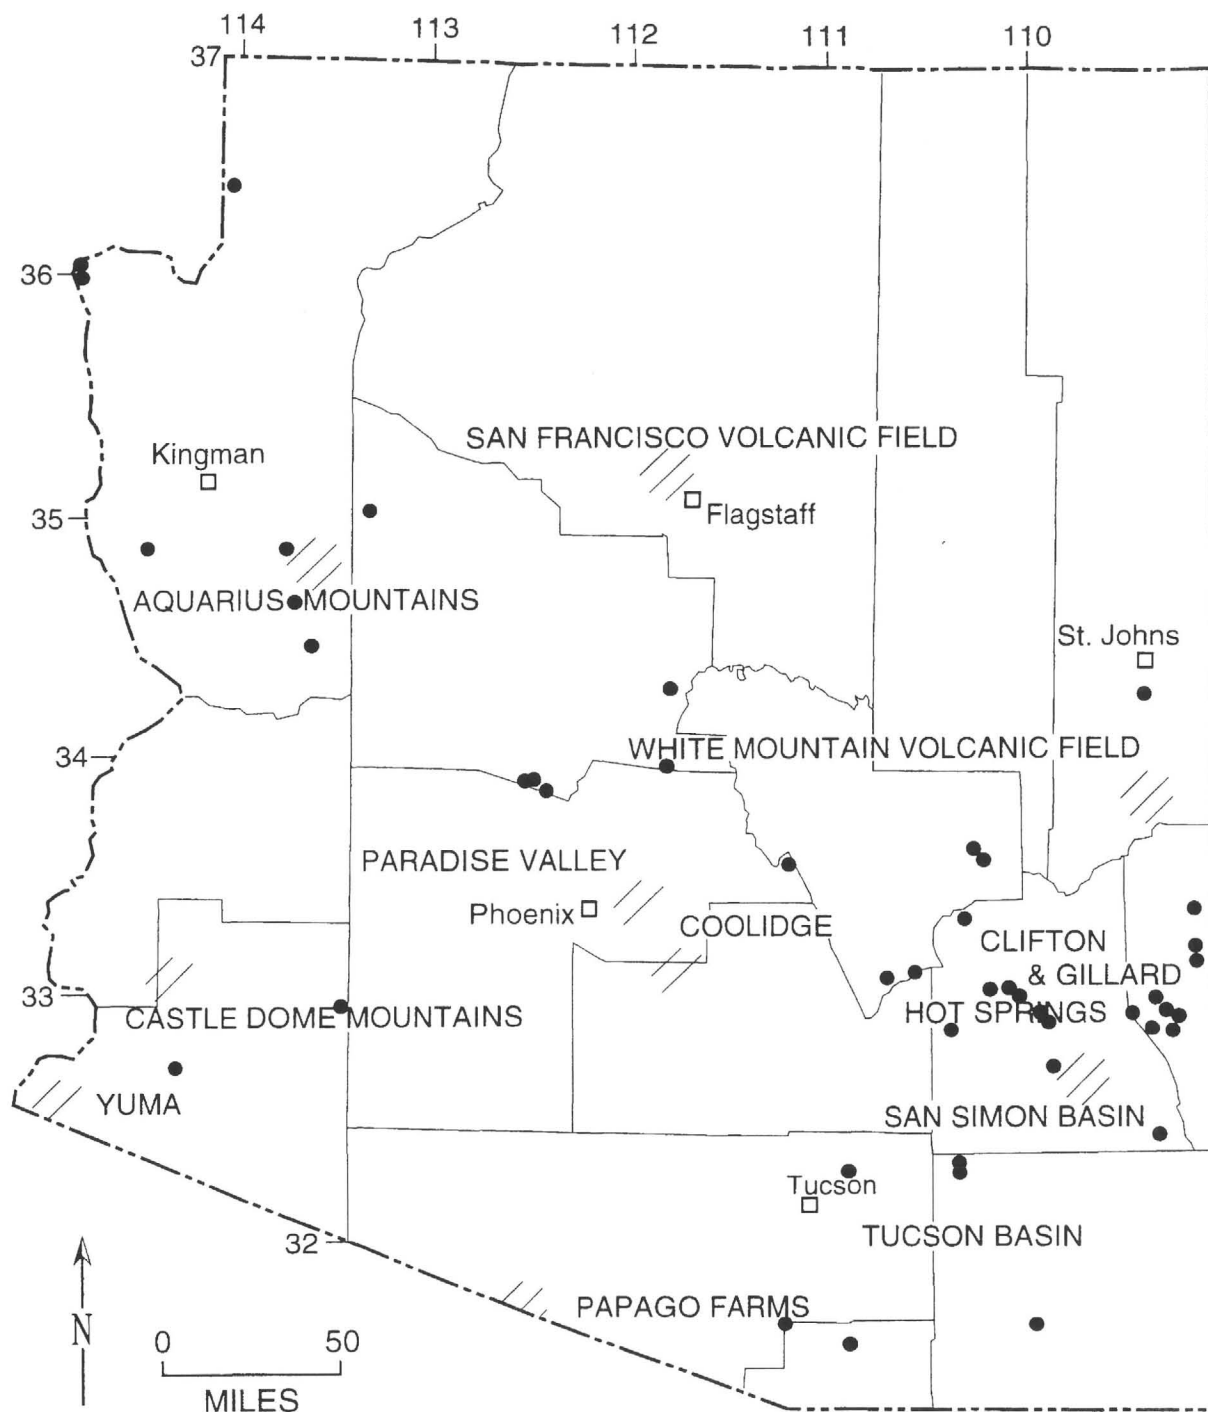 114
113
112
111
110
37
36
SAN FRANCISCO VOLCANIC FIELD
Kingman
35
Flagstaff
AQUARIUS MOUNTAINS
St. Johns
34
WHITE MOUNTAIN VOLCANIC FIELD
PARADISE VALLEY
Phoenix
COOLIDGE
CLIFTON
& GILLARD
HOT SPRINGS
33
CASTLE DOME MOUNTAINS
YUMA
SAN SIMON BASIN
Tucson
TUCSON BASIN
32
PAPAGO FARMS
N
0
50
MILES